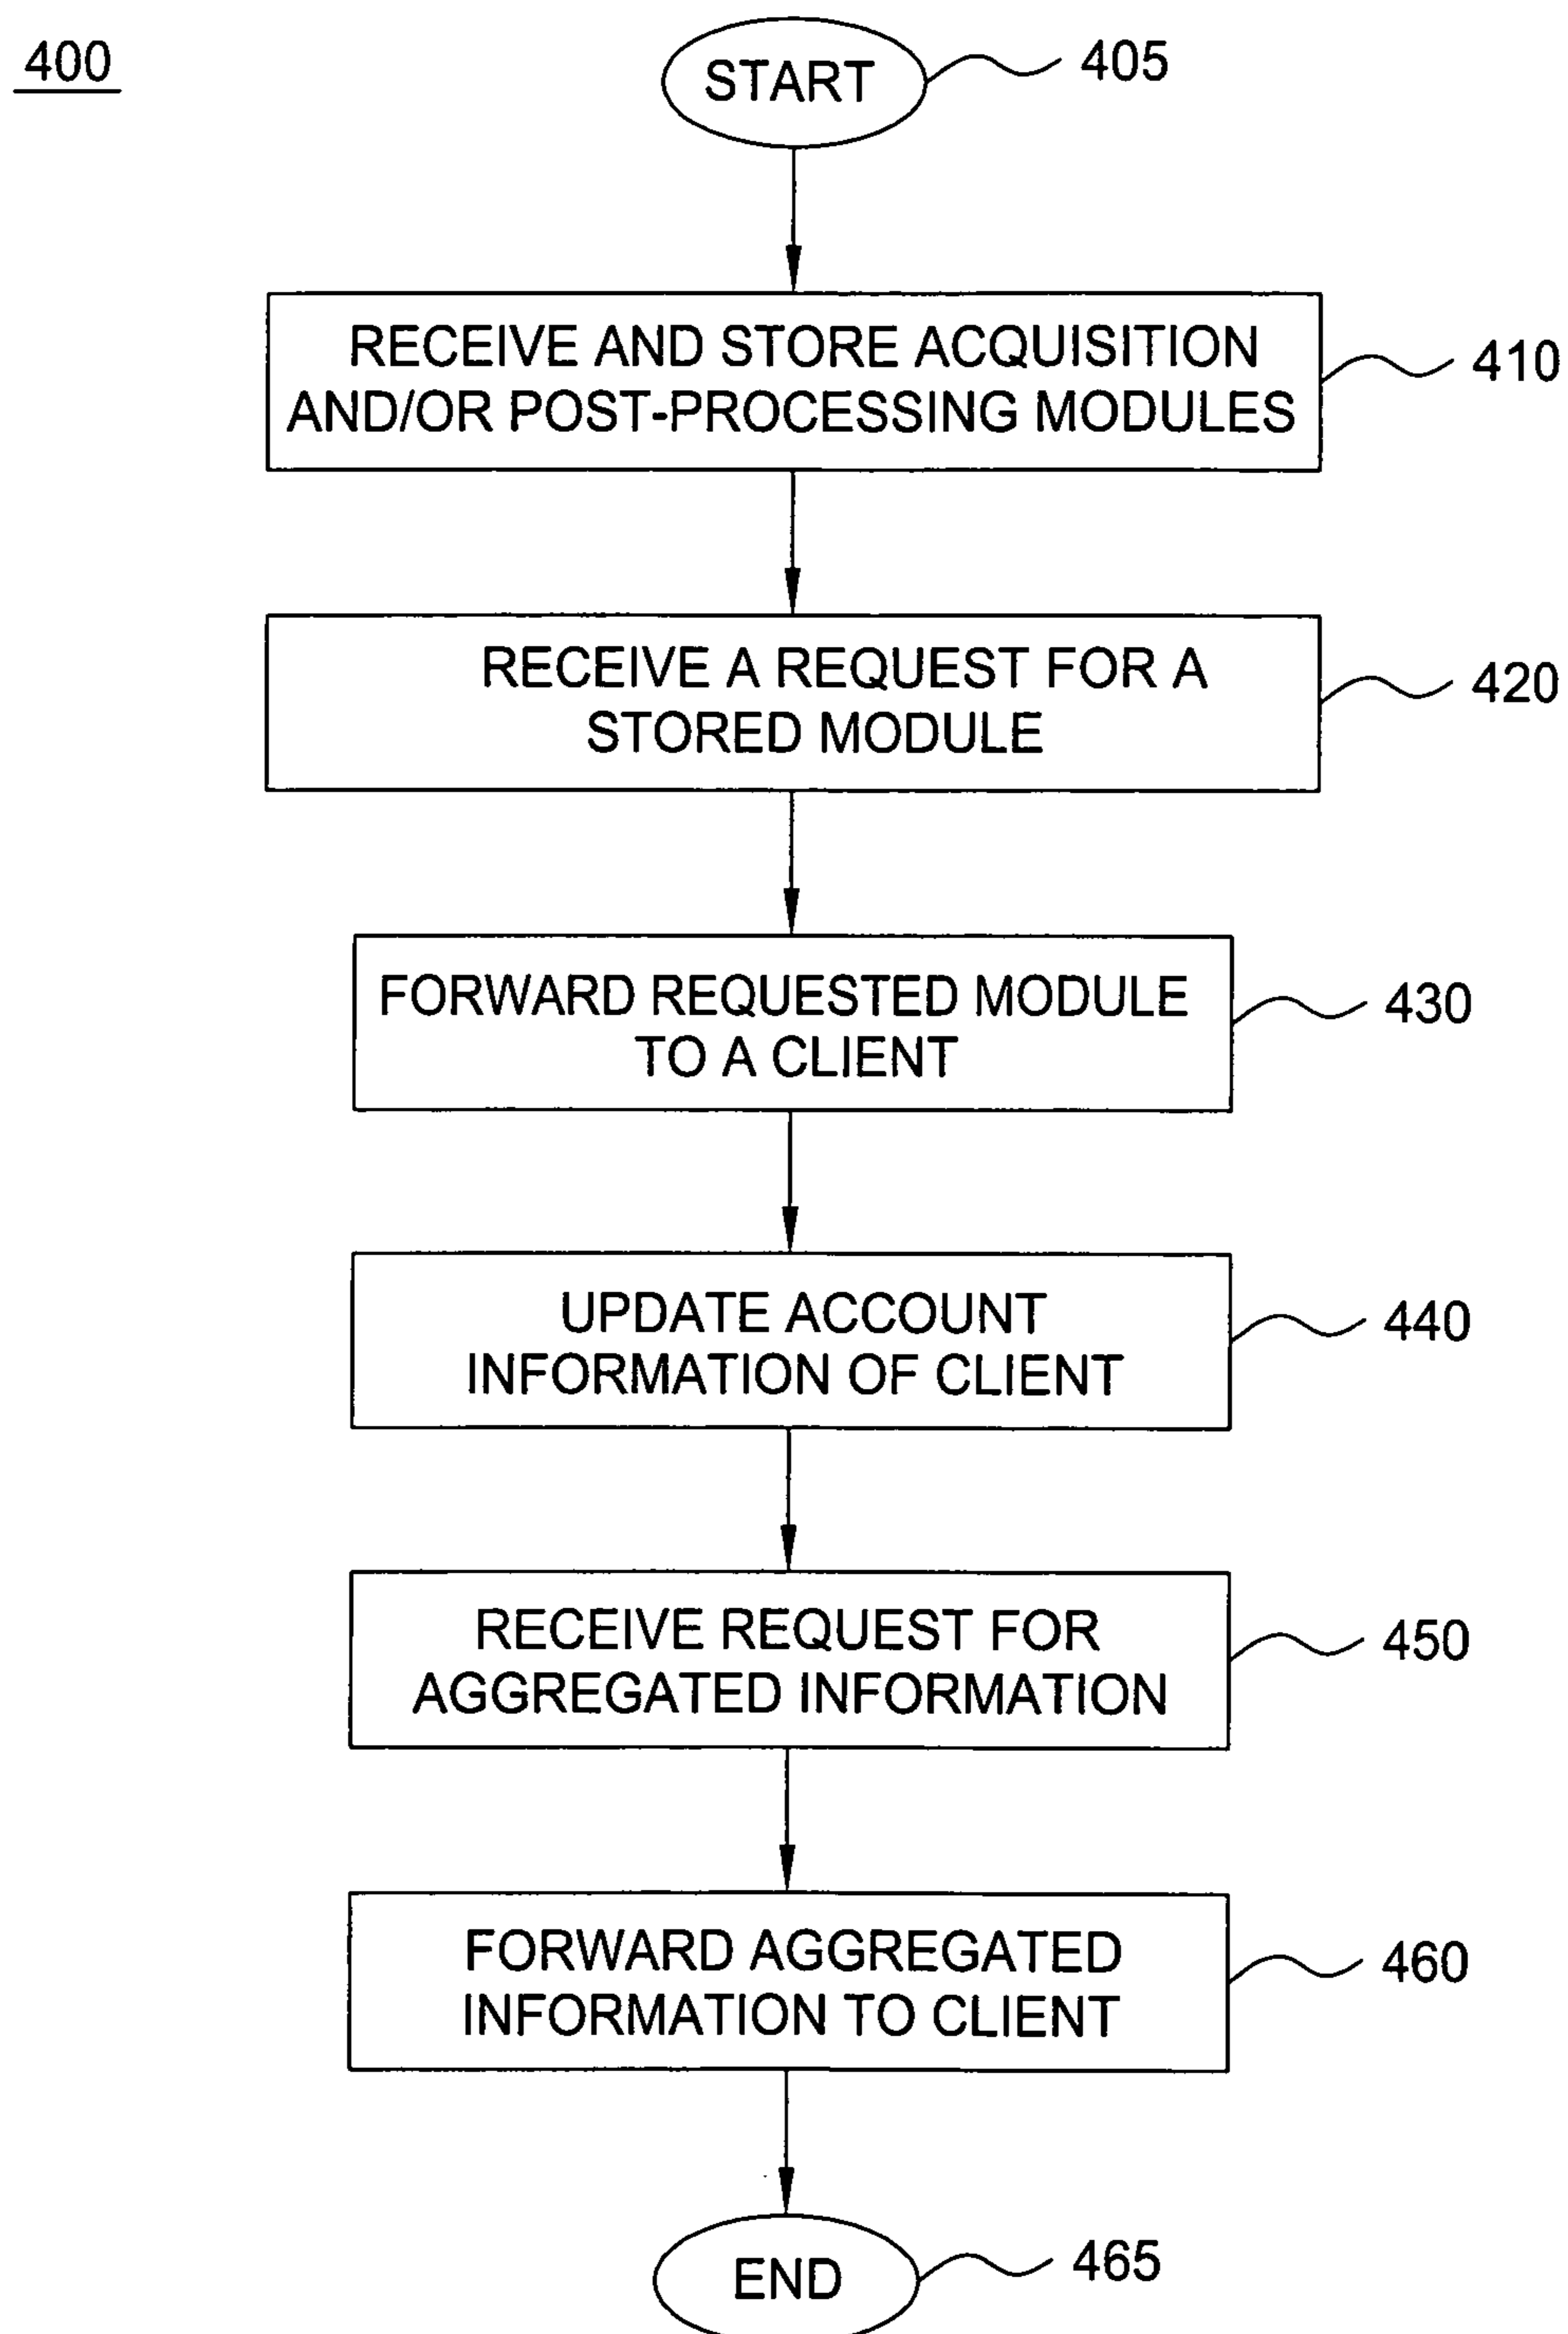 400
START
405
RECEIVE AND STORE ACQUISITION
AND/OR POST-PROCESSING MODULES
410
RECEIVE A REQUEST FOR A
STORED MODULE
420
FORWARD REQUESTED MODULE
TO A CLIENT
430
UPDATE ACCOUNT
INFORMATION OF CLIENT
440
RECEIVE REQUEST FOR
AGGREGATED INFORMATION
450
FORWARD AGGREGATED
INFORMATION TO CLIENT
460
END
465